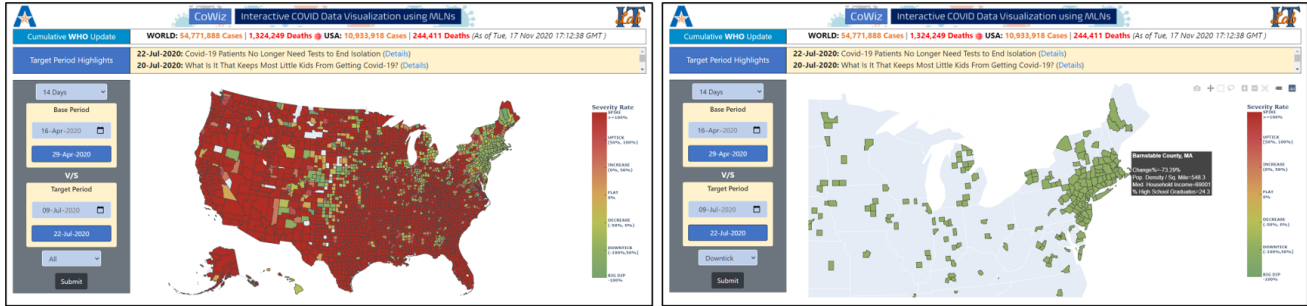 CoWiz Interactive COVID Data Visualization using MLNs
IT Lab
Cumulative WHO Update
WORLD: 54,771,888 Cases | 1,324,249 Deaths USA: 10,933,918 Cases | 244,411 Deaths (As of Tue, 17 Nov 2020 17:12:38 GMT )
Target Period Highlights
22-Jul-2020: Covid-19 Patients No Longer Need Tests to End Isolation (Details)
20-Jul-2020: What Is It That Keeps Most Little Kids From Getting Covid-19? (Details)
14 Days
Base Period
16-Apr-2020
29-Apr-2020
V/S
Target Period
09-Jul-2020
22-Jul-2020
All
Submit
Severity Rate
SPIKE
>=100%
UPTICK
[50%, 100%)
INCREASE
(0%, 50%)
FLAT
0%
DECREASE
(-50%, 0%)
DOWNTICK
(-100%,50%]
BIG DIP
-100%
CoWiz Interactive COVID Data Visualization using MLNs
IT Lab
Cumulative WHO Update
WORLD: 54,771,888 Cases | 1,324,249 Deaths USA: 10,933,918 Cases | 244,411 Deaths (As of Tue, 17 Nov 2020 17:12:38 GMT )
Target Period Highlights
22-Jul-2020: Covid-19 Patients No Longer Need Tests to End Isolation (Details)
20-Jul-2020: What Is It That Keeps Most Little Kids From Getting Covid-19? (Details)
14 Days
Base Period
16-Apr-2020
29-Apr-2020
V/S
Target Period
09-Jul-2020
22-Jul-2020
Downtick
Submit
Barnstable County, MA
Change%=-73.29%
Pop. Density / Sq. Mile=548.3
Med. Household Income=69001
% High School Graduates=24.3
Severity Rate
SPIKE
>=100%
UPTICK
[50%, 100%)
INCREASE
(0%, 50%)
FLAT
0%
DECREASE
(-50%, 0%)
DOWNTICK
(-100%,50%]
BIG DIP
-100%